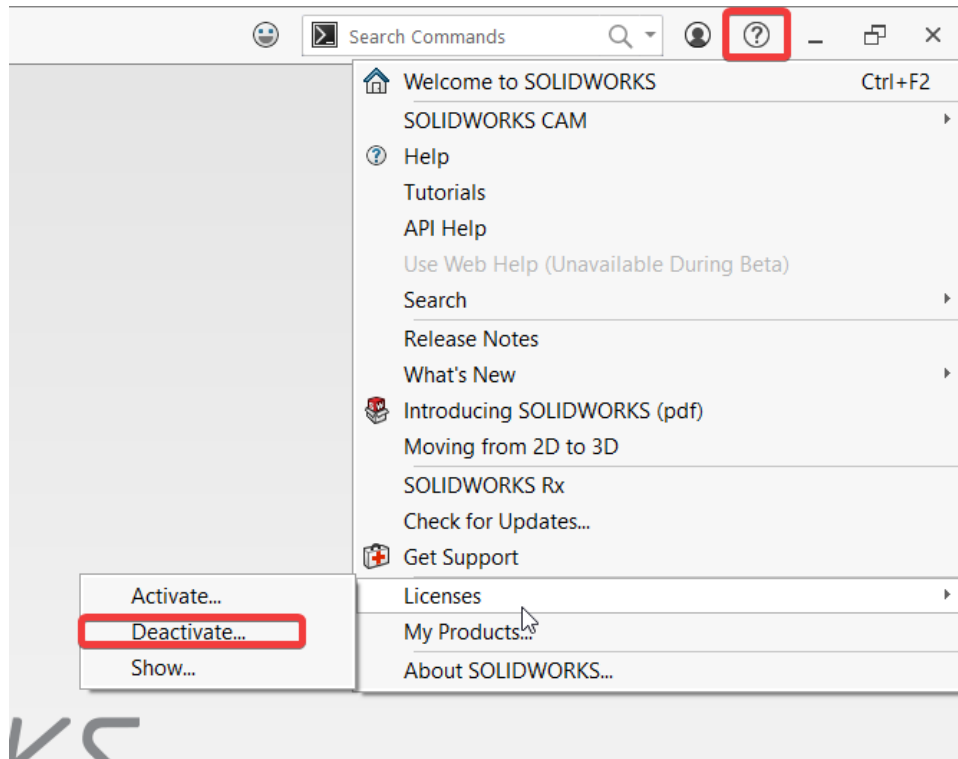 Search Commands
Welcome to SOLIDWORKS Ctrl+F2
SOLIDWORKS CAM
Help
Tutorials
API Help
Use Web Help (Unavailable During Beta)
Search
Release Notes
What's New
Introducing SOLIDWORKS (pdf)
Moving from 2D to 3D
SOLIDWORKS Rx
Check for Updates...
Get Support
Licenses
Activate...
Deactivate...
Show...
My Products...
About SOLIDWORKS...
KS